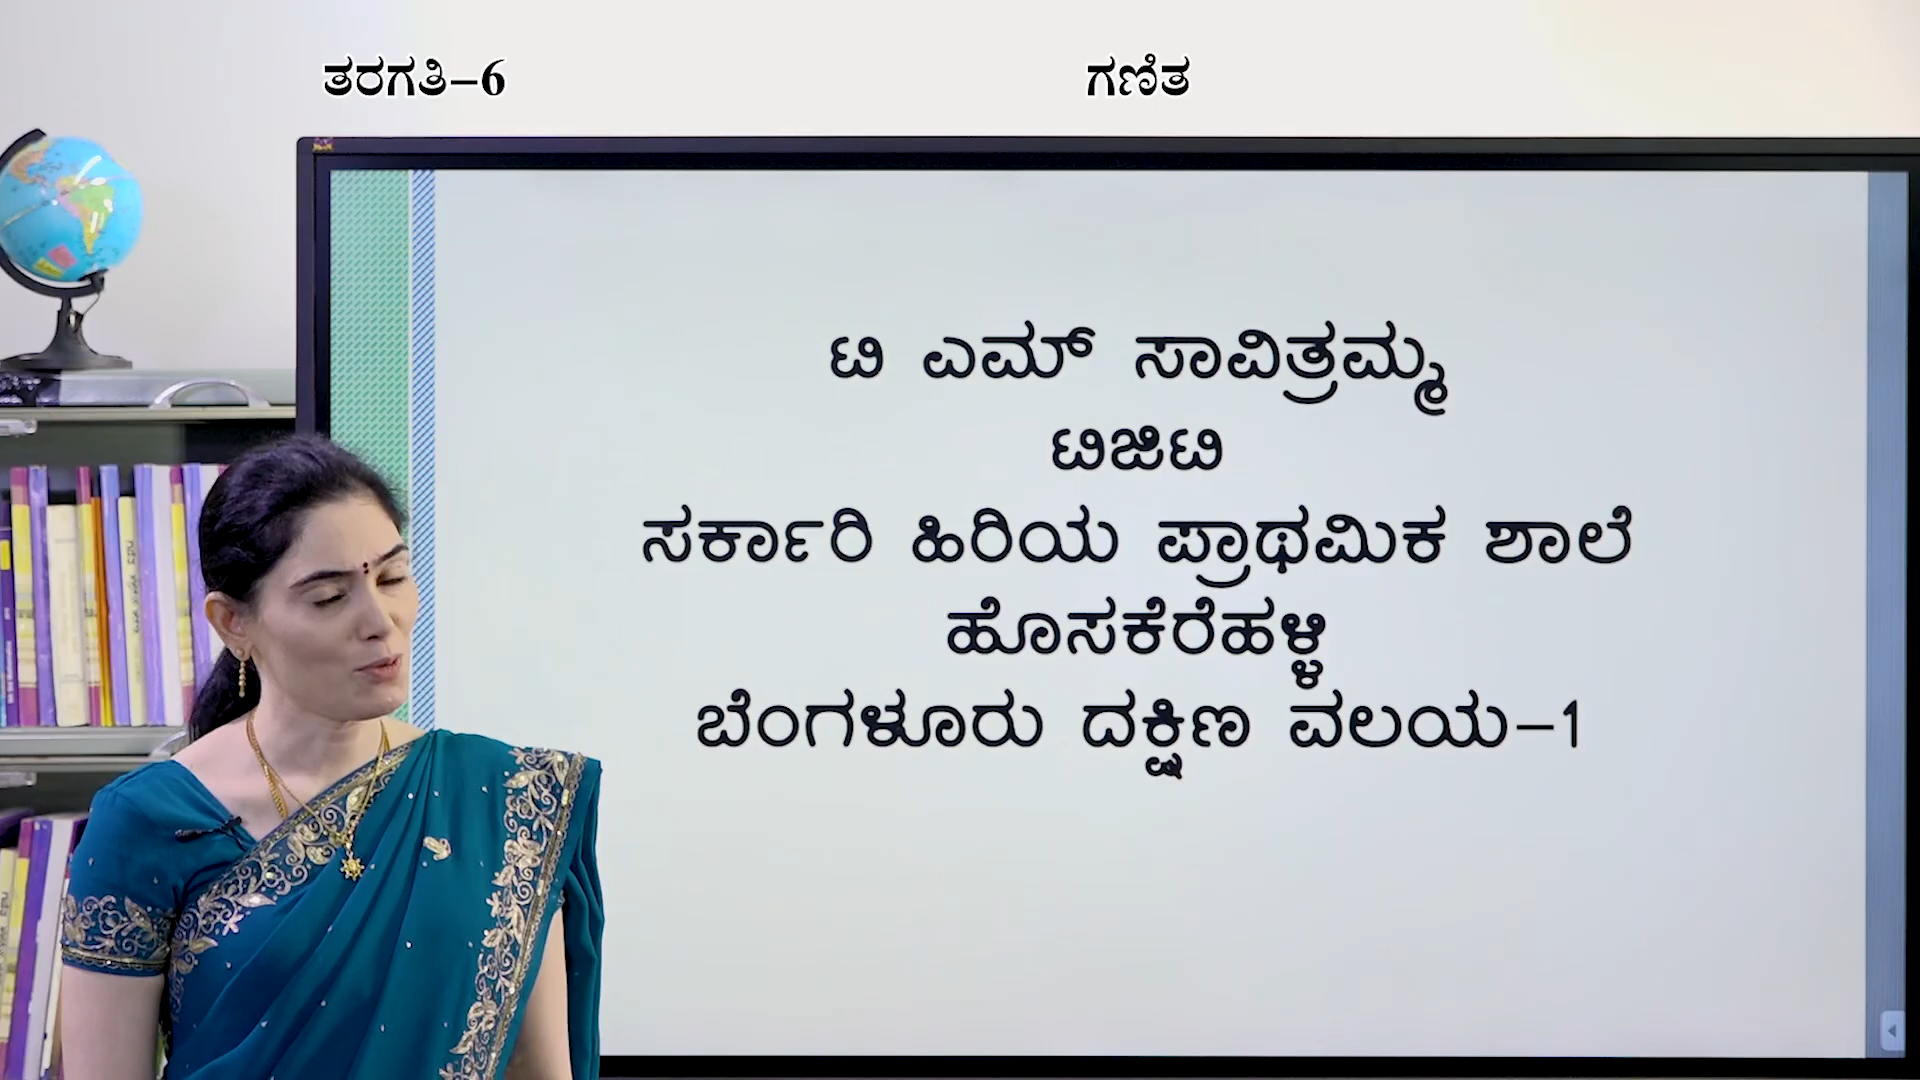 ತರಗತಿ–6
ಗಣಿತ
ಟಿ ಎಮ್ ಸಾವಿತ್ರಮ್ಮ
ಟಿಜಿಟಿ
ಸರ್ಕಾರಿ ಹಿರಿಯ ಪ್ರಾಥಮಿಕ ಶಾಲೆ
ಹೊಸಕೆರೆಹಳ್ಳಿ
ಬೆಂಗಳೂರು ದಕ್ಷಿಣ ವಲಯ–1